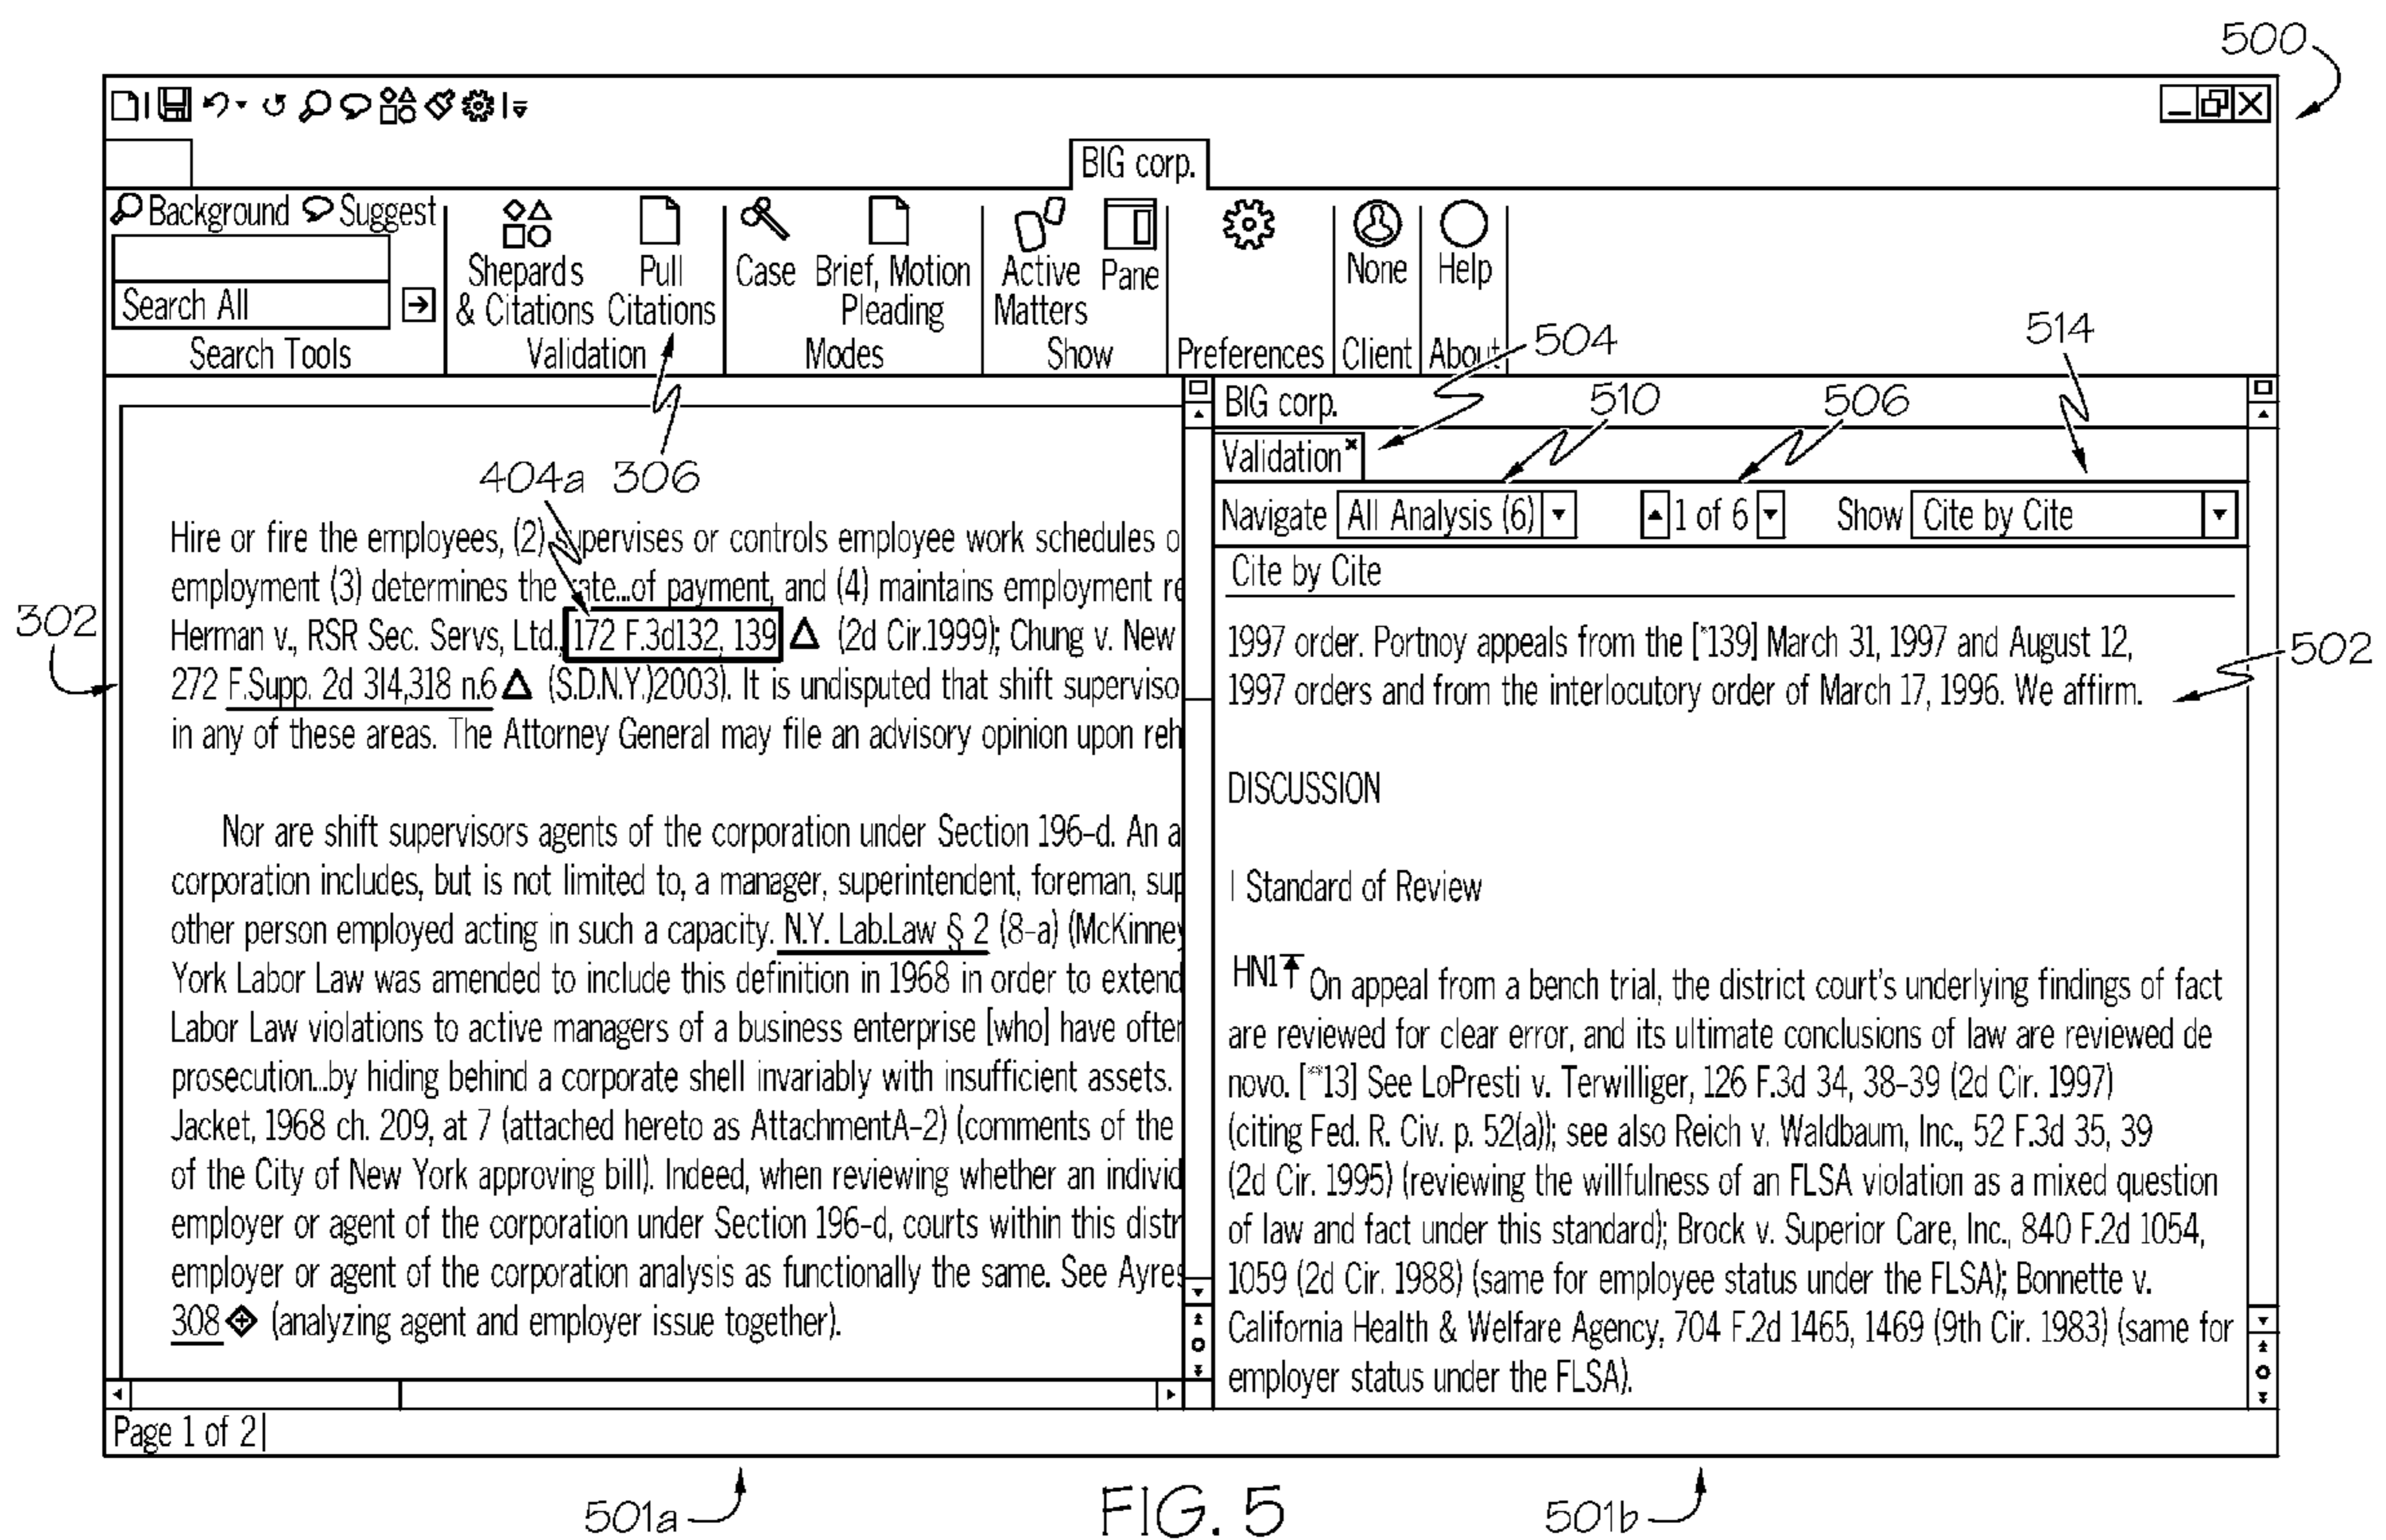 500
BIG corp.
Background Suggest
Search All
Search Tools
Shepards & Citations
Pull Citations
Validation
Case
Brief, Motion Pleading
Modes
Active Matters
Pane
Show
Preferences
None
Client
Help
About
504
514
510
506
404a 306
302
Hire or fire the employees, (2) supervises or controls employee work schedules o
employment (3) determines the rate...of payment, and (4) maintains employment re
Herman v., RSR Sec. Servs, Ltd., 172 F.3d132, 139 (2d Cir.1999); Chung v. New
272 F.Supp. 2d 314,318 n.6 (S.D.N.Y.)2003). It is undisputed that shift superviso
in any of these areas. The Attorney General may file an advisory opinion upon reh
Nor are shift supervisors agents of the corporation under Section 196-d. An a
corporation includes, but is not limited to, a manager, superintendent, foreman, sup
other person employed acting in such a capacity. N.Y. Lab.Law § 2 (8-a) (McKinney
York Labor Law was amended to include this definition in 1968 in order to extend
Labor Law violations to active managers of a business enterprise [who] have often
prosecution...by hiding behind a corporate shell invariably with insufficient assets.
Jacket, 1968 ch. 209, at 7 (attached hereto as AttachmentA-2) (comments of the
of the City of New York approving bill). Indeed, when reviewing whether an individ
employer or agent of the corporation under Section 196-d, courts within this distr
employer or agent of the corporation analysis as functionally the same. See Ayres
308 (analyzing agent and employer issue together).
Page 1 of 2
BIG corp.
Validation x
Navigate All Analysis (6) 1 of 6 Show Cite by Cite
Cite by Cite
1997 order. Portnoy appeals from the [*139] March 31, 1997 and August 12,
1997 orders and from the interlocutory order of March 17, 1996. We affirm.
502
DISCUSSION
I Standard of Review
HN1 On appeal from a bench trial, the district court's underlying findings of fact
are reviewed for clear error, and its ultimate conclusions of law are reviewed de
novo. [**13] See LoPresti v. Terwilliger, 126 F.3d 34, 38-39 (2d Cir. 1997)
(citing Fed. R. Civ. p. 52(a)); see also Reich v. Waldbaum, Inc., 52 F.3d 35, 39
(2d Cir. 1995) (reviewing the willfulness of an FLSA violation as a mixed question
of law and fact under this standard); Brock v. Superior Care, Inc., 840 F.2d 1054,
1059 (2d Cir. 1988) (same for employee status under the FLSA); Bonnette v.
California Health & Welfare Agency, 704 F.2d 1465, 1469 (9th Cir. 1983) (same for
employer status under the FLSA).
501a
FIG. 5
501b